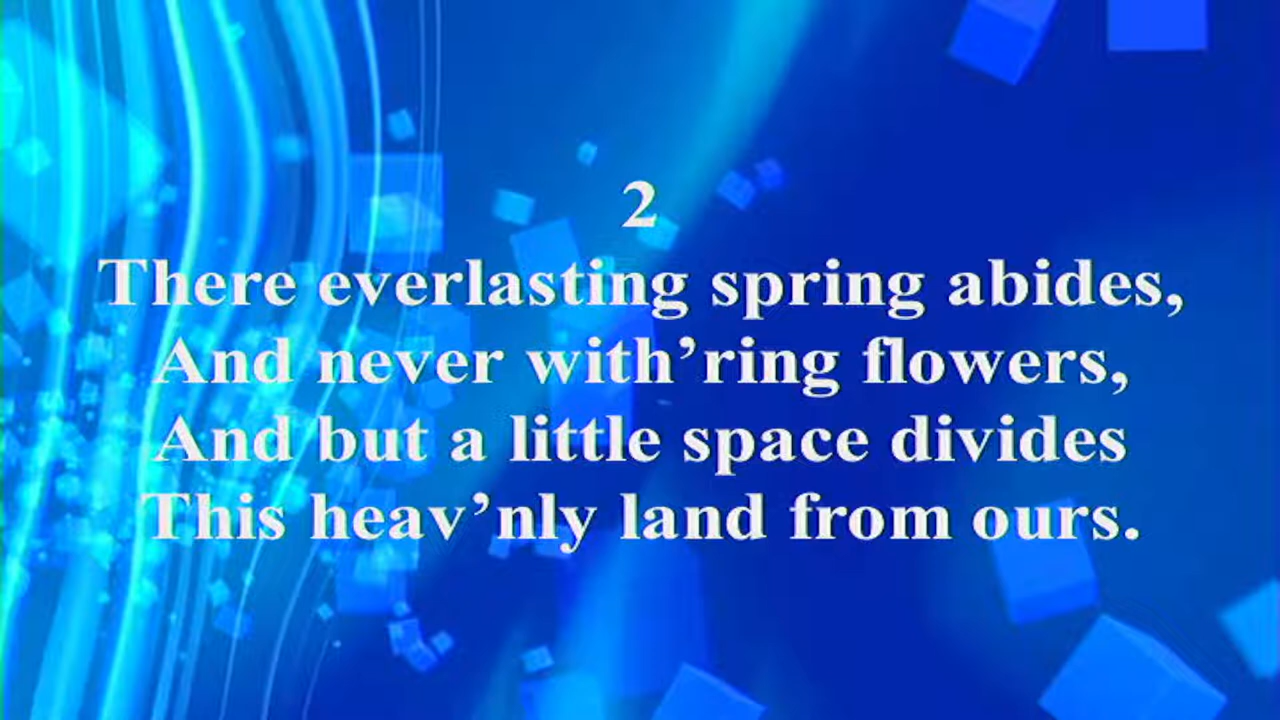 2
There everlasting spring abides,
And never with’ring flowers,
And but a little space divides
This heav’nly land from ours.